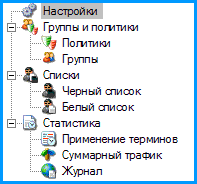 Настройки
Группы и политики
Политики
Группы
Списки
Черный список
Белый список
Статистика
Применение терминов
Суммарный трафик
Журнал